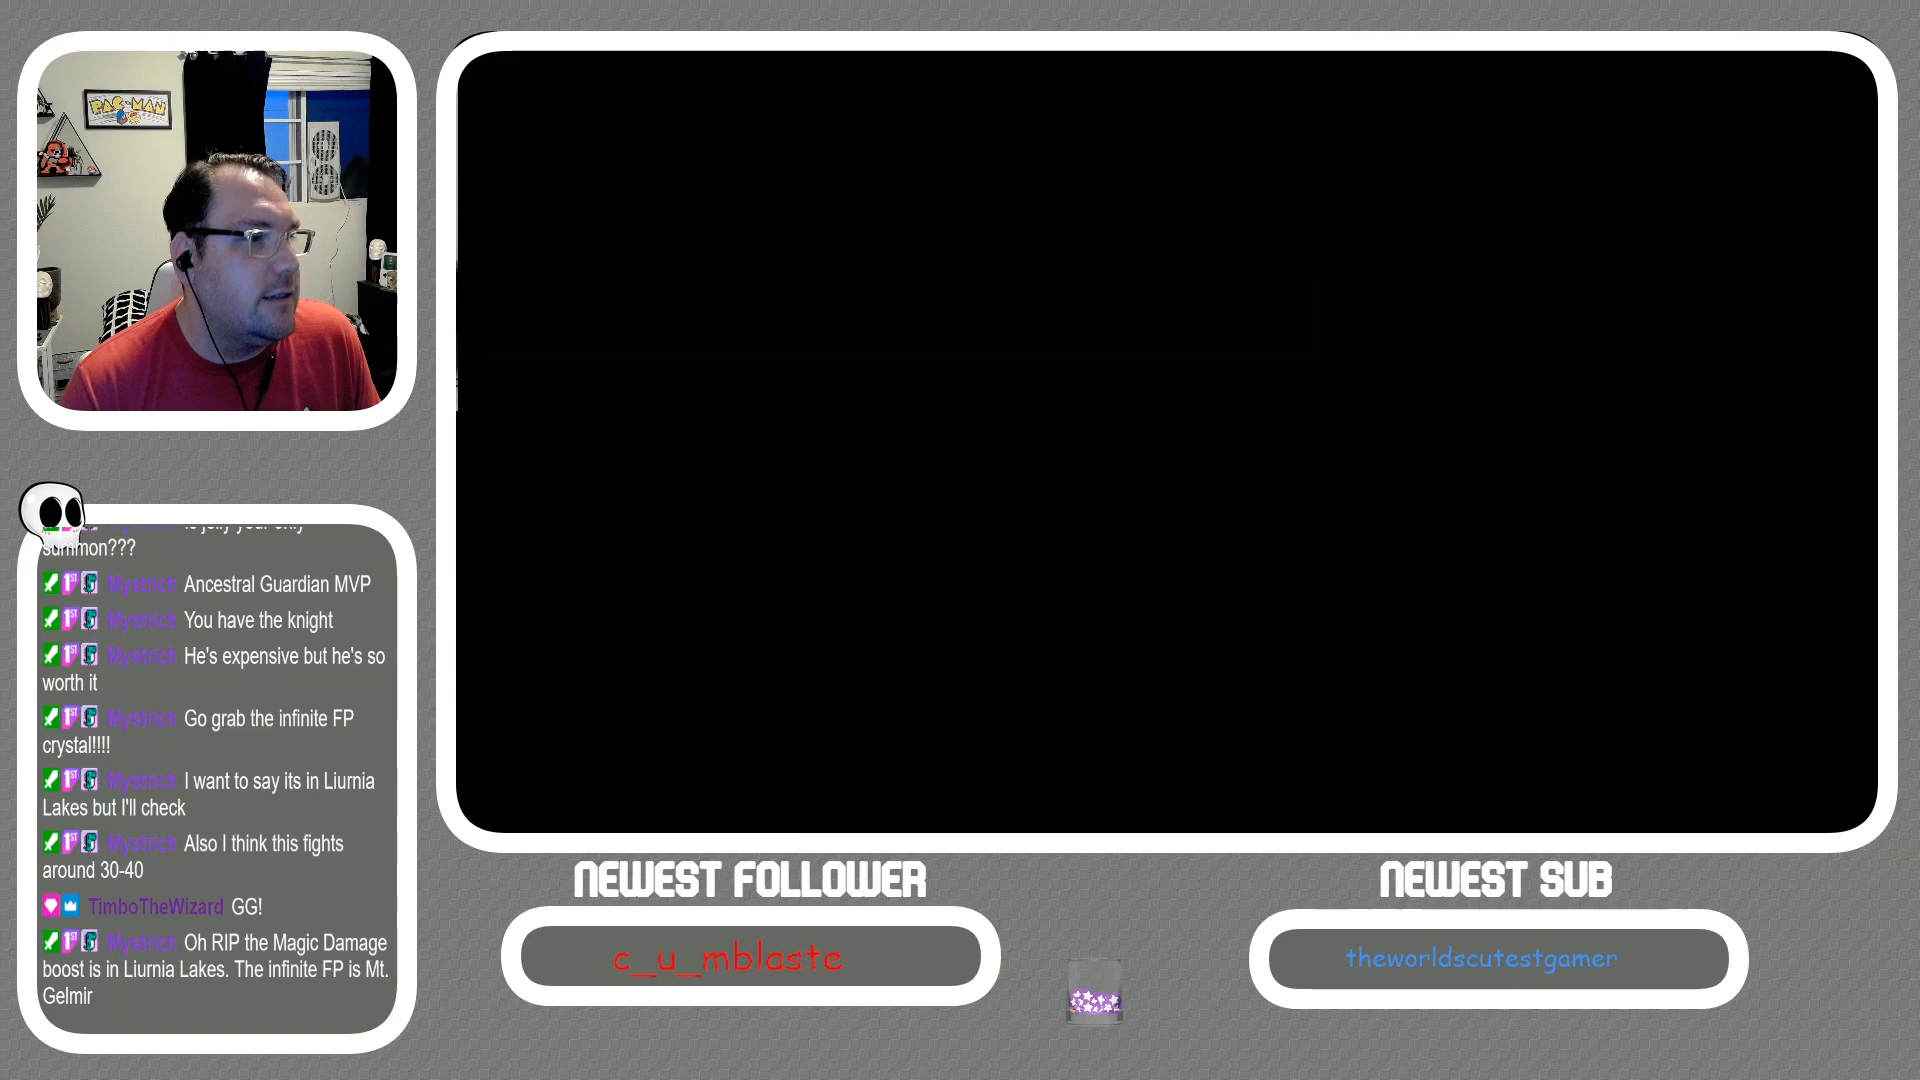 PAC-MAN
summon???
Mystrich Ancestral Guardian MVP
Mystrich You have the knight
Mystrich He's expensive but he's so
worth it
Mystrich Go grab the infinite FP
crystal!!!!
Mystrich I want to say its in Liurnia
Lakes but I'll check
Mystrich Also I think this fights
around 30-40
TimboTheWizard GG!
Mystrich Oh RIP the Magic Damage
boost is in Liurnia Lakes. The infinite FP is Mt.
Gelmir
NEWEST FOLLOWER
c_u_mblaste
NEWEST SUB
theworldscutestgamer